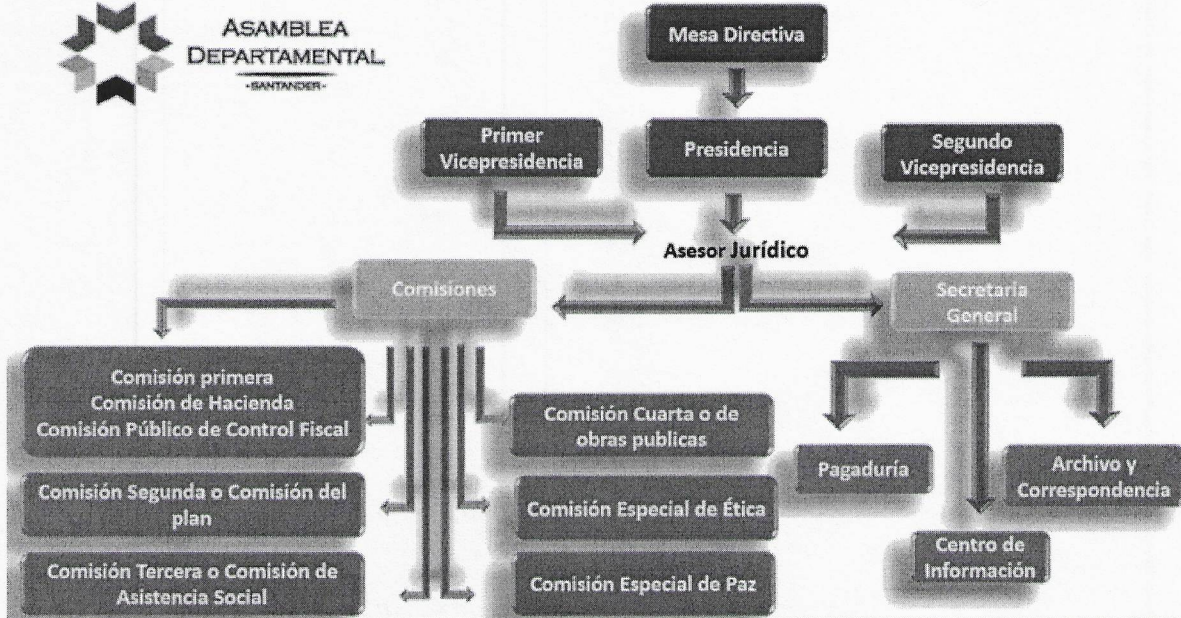 ASAMBLEA
DEPARTAMENTAL
-SANTANDER-
Mesa Directiva
Primer
Vicepresidencia
Presidencia
Segundo
Vicepresidencia
Asesor Jurídico
Comisiones
Secretaria
General
Comisión primera
Comisión de Hacienda
Comisión Público de Control Fiscal
Comisión Cuarta o de
obras publicas
Pagaduría
Archivo y
Correspondencia
Comisión Segunda o Comisión del
plan
Comisión Especial de Ética
Centro de
Información
Comisión Tercera o Comisión de
Asistencia Social
Comisión Especial de Paz